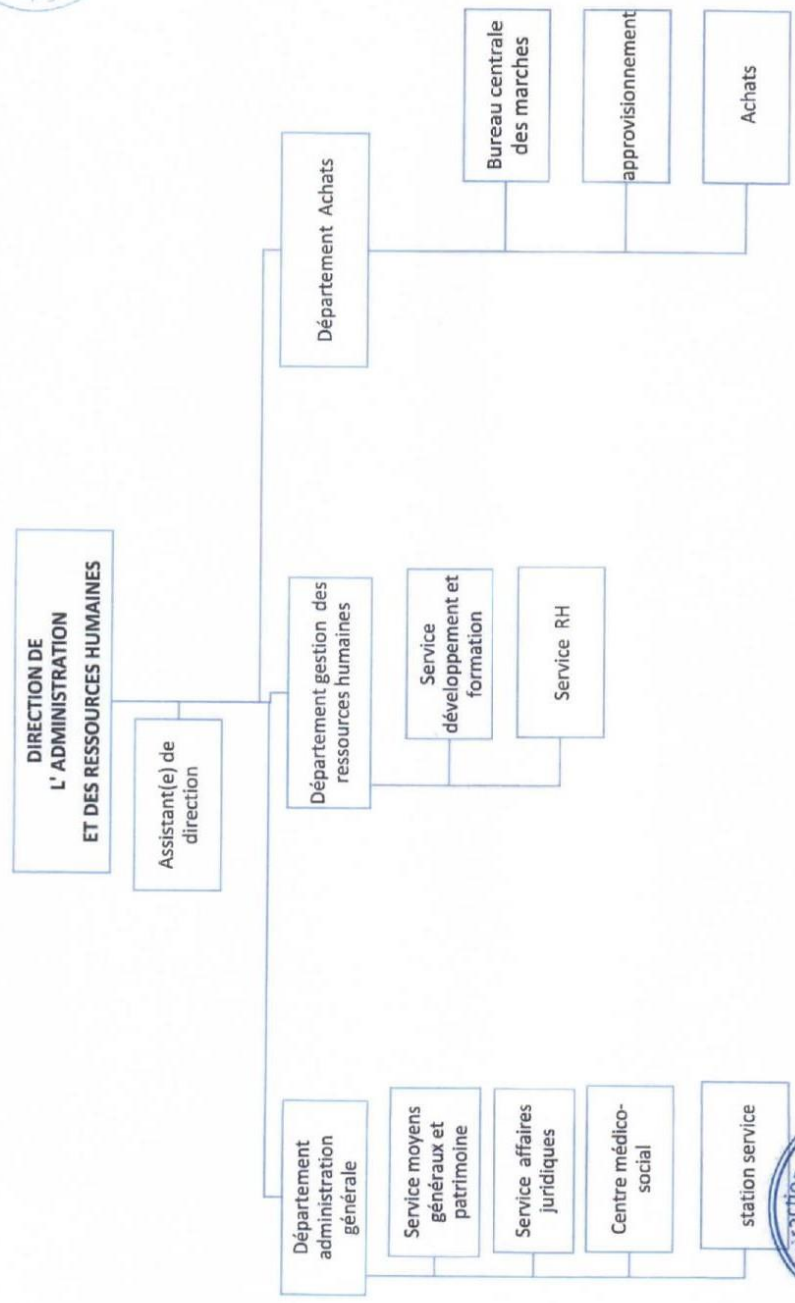 DIRECTION DE
L' ADMINISTRATION
ET DES RESSOURCES HUMAINES
Assistant(e) de
direction
Département
administration
générale
Service moyens
généraux et
patrimoine
Service affaires
juridiques
Centre médico-
social
station service
Département gestion des
ressources humaines
Service
développement et
formation
Service RH
Département Achats
Bureau centrale
des marches
approvisionnement
Achats